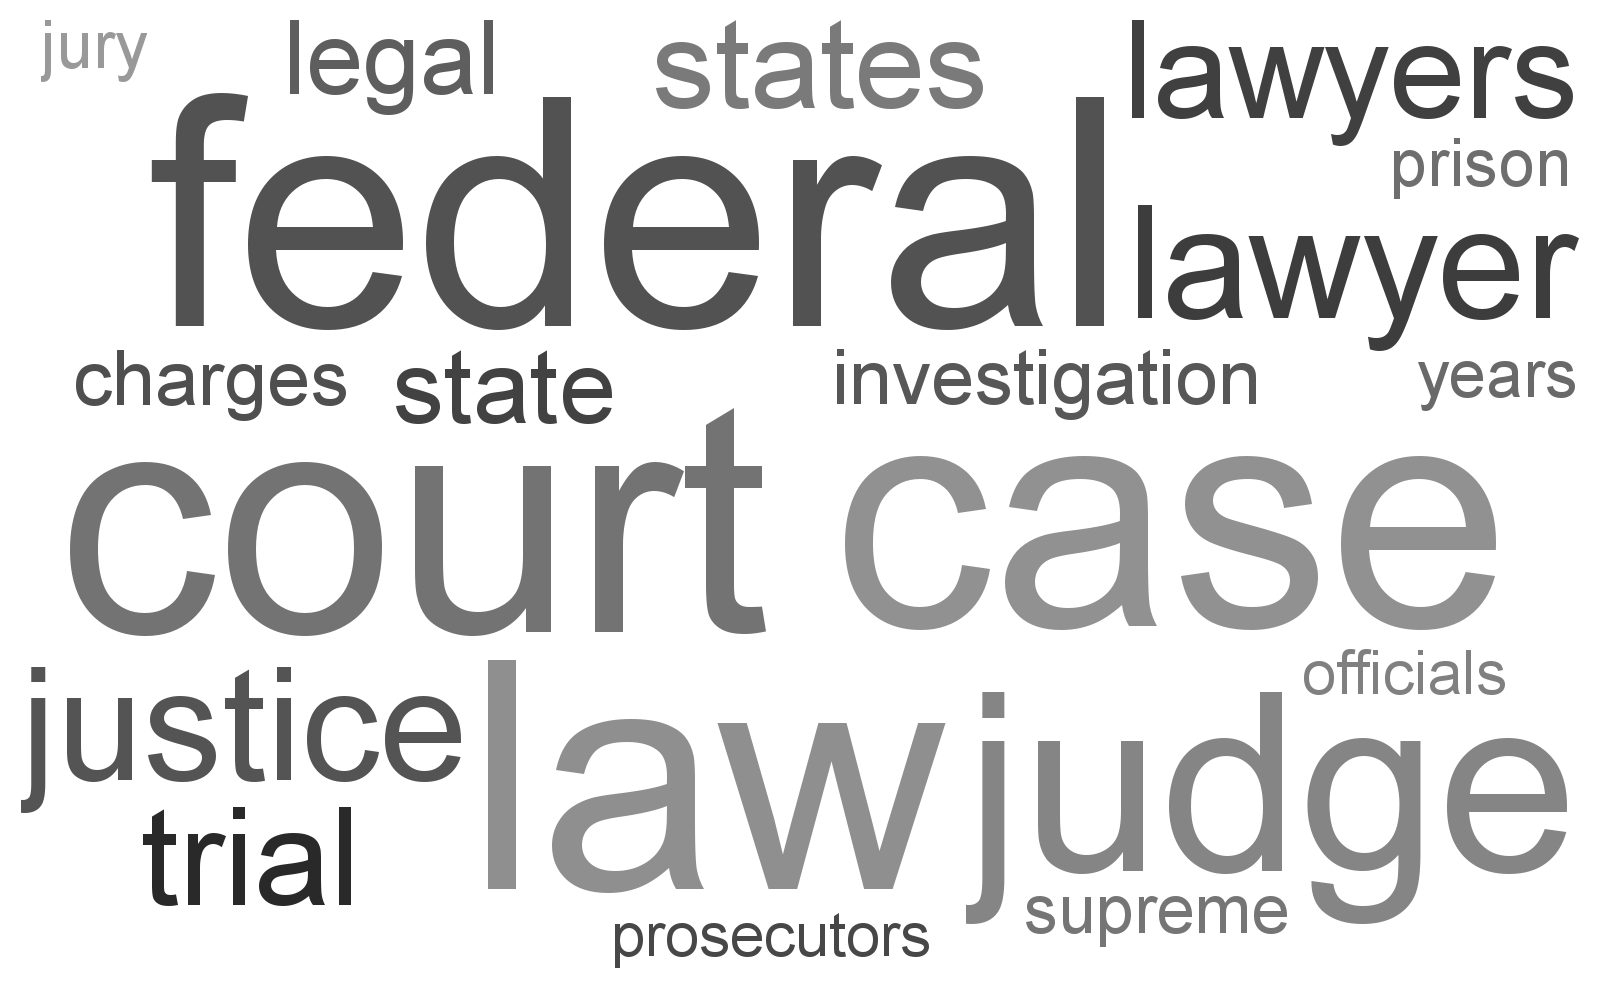 jury legal states lawyers
prison
federal lawyer
charges state investigation years
court case
officials
justice law judge
trial supreme
prosecutors